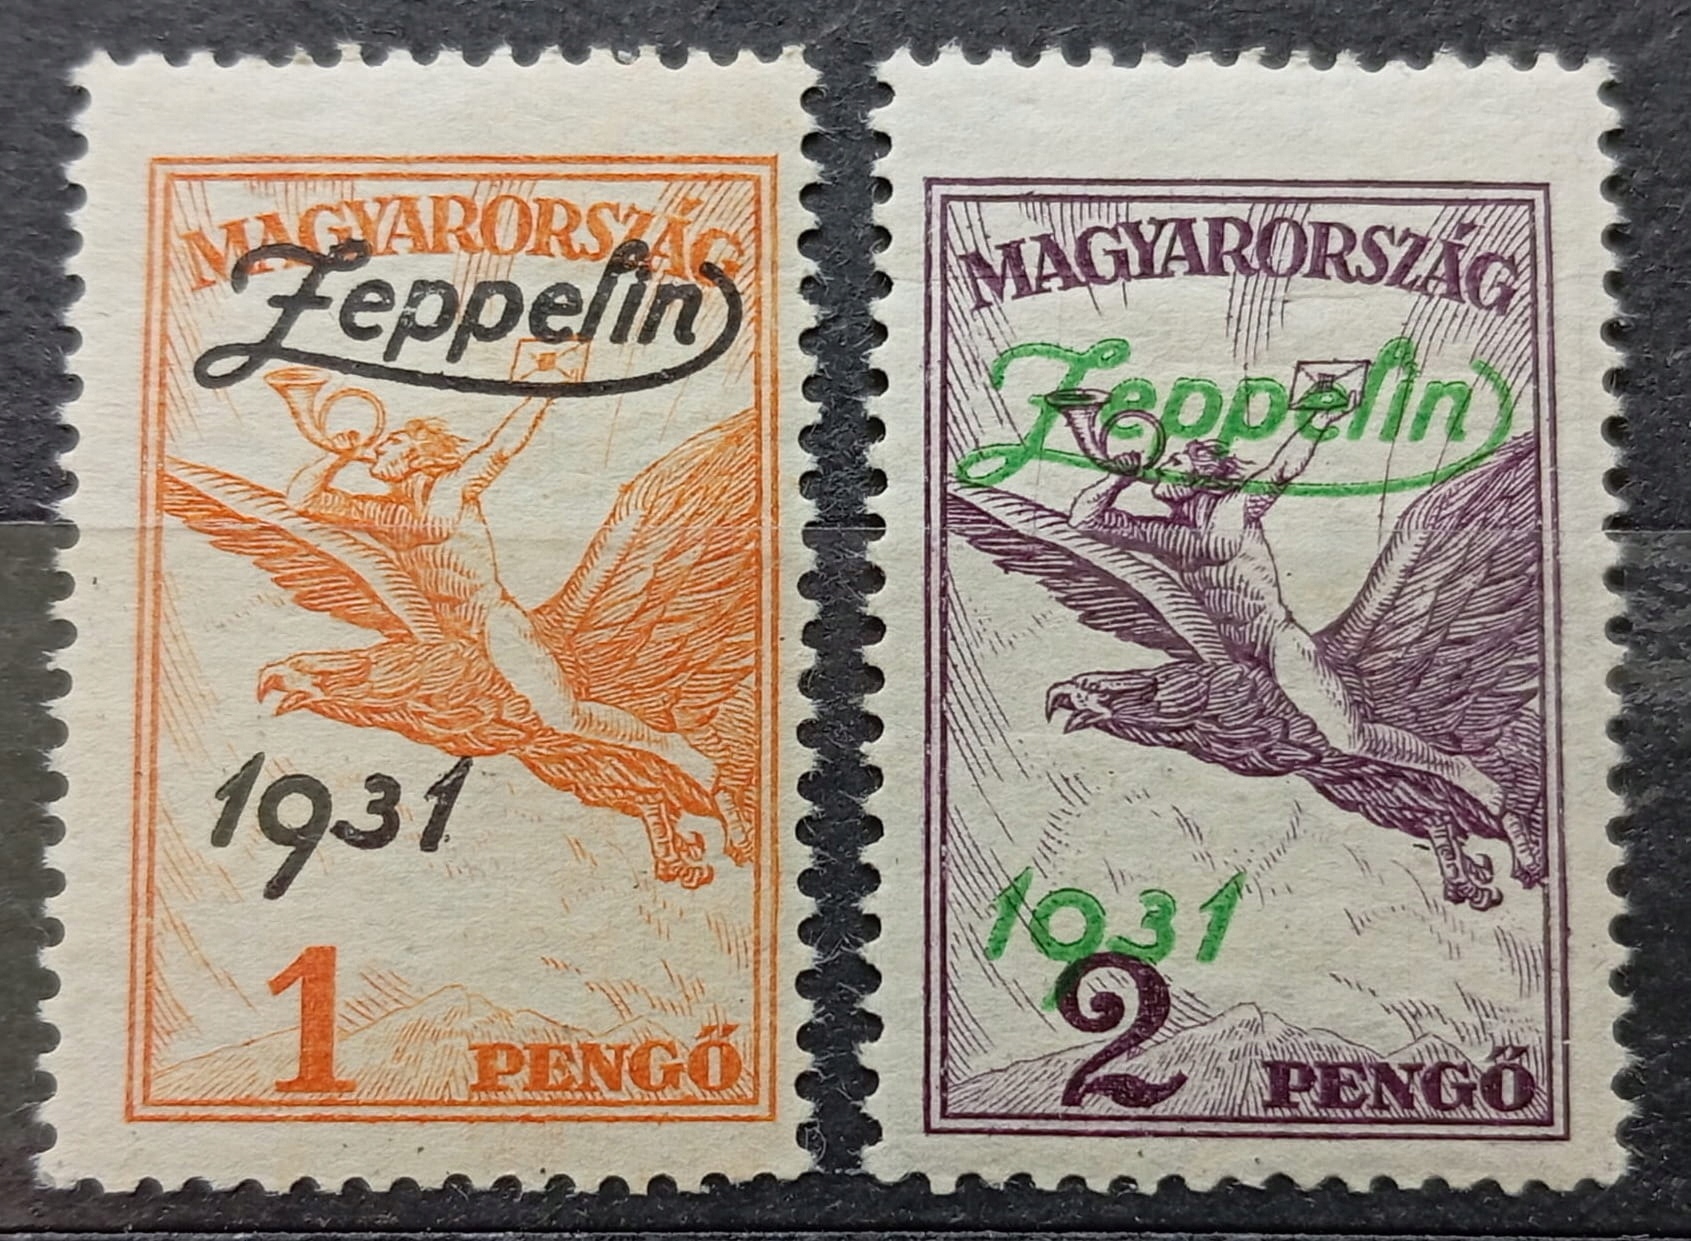 MAGYARORSZÁG
Zeppelin
1931
1 PENGŐ
MAGYARORSZÁG
Zeppelin
1931
2 PENGŐ